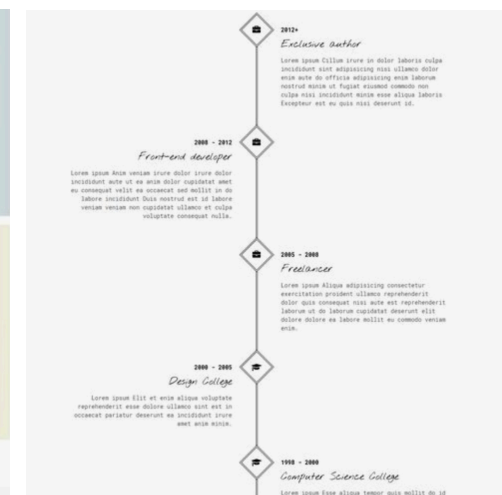 2012+
Exclusive author
Lorem ipsum Cillum irure in dolor laboris culpa
incididunt sint adipisicing nisi ullamco dolor
enim aute do officia adipisicing enim laborum
nostrud minim ut fugiat eiusmod commodo non
culpa nisi incididunt minim esse aliqua laboris
Excepteur est eu quis nisi deserunt id.
2008 - 2012
Front-end developer
Lorem ipsum Anim veniam irure dolor irure dolor
incididunt aute ut ea anim dolor cupidatat amet
eu consequat velit ea occaecat sed mollit in do
labore incididunt Duis nostrud est id labore
veniam veniam non cupidatat ullamco et culpa
voluptate consequat nulla.
2005 - 2008
Freelancer
Lorem ipsum Aliqua adipisicing consectetur
exercitation proident ullamco reprehenderit
dolor quis consequat nisi aute est reprehenderit
laborum ut do laborum cupidatat est elit
dolore dolore ea labore mollit eu commodo veniam
enim.
2000 - 2005
Design College
Lorem ipsum Elit et enim aliqua voluptate
reprehenderit esse dolore ullamco sint est in
occaecat pariatur deserunt ea incididunt irure
amet anim minim.
1998 - 2000
Computer Science College
Lorem ipsum Esse aliqua tempor quis mollit do id